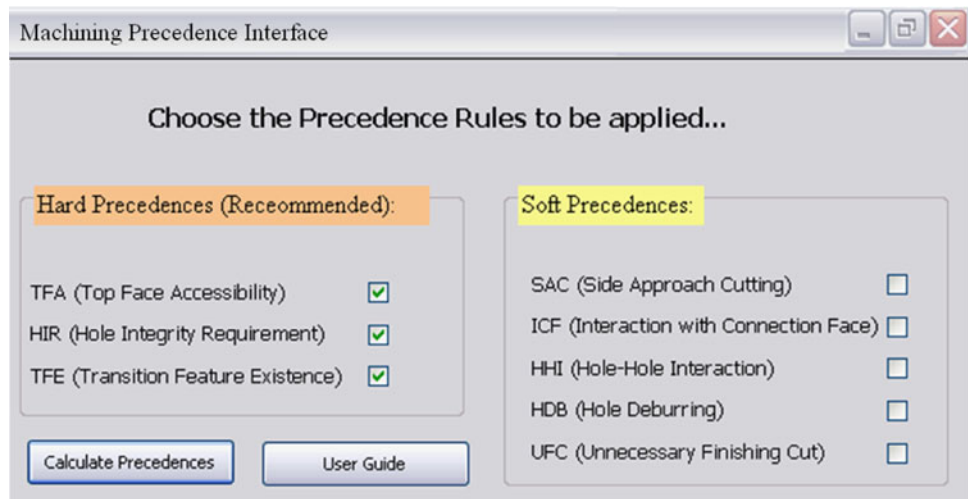 Machining Precedence Interface
Choose the Precedence Rules to be applied...
Hard Precedences (Receommended):
TFA (Top Face Accessibility)
HIR (Hole Integrity Requirement)
TFE (Transition Feature Existence)
Calculate Precedences
User Guide
Soft Precedences:
SAC (Side Approach Cutting)
ICF (Interaction with Connection Face)
HHI (Hole-Hole Interaction)
HDB (Hole Deburring)
UFC (Unnecessary Finishing Cut)